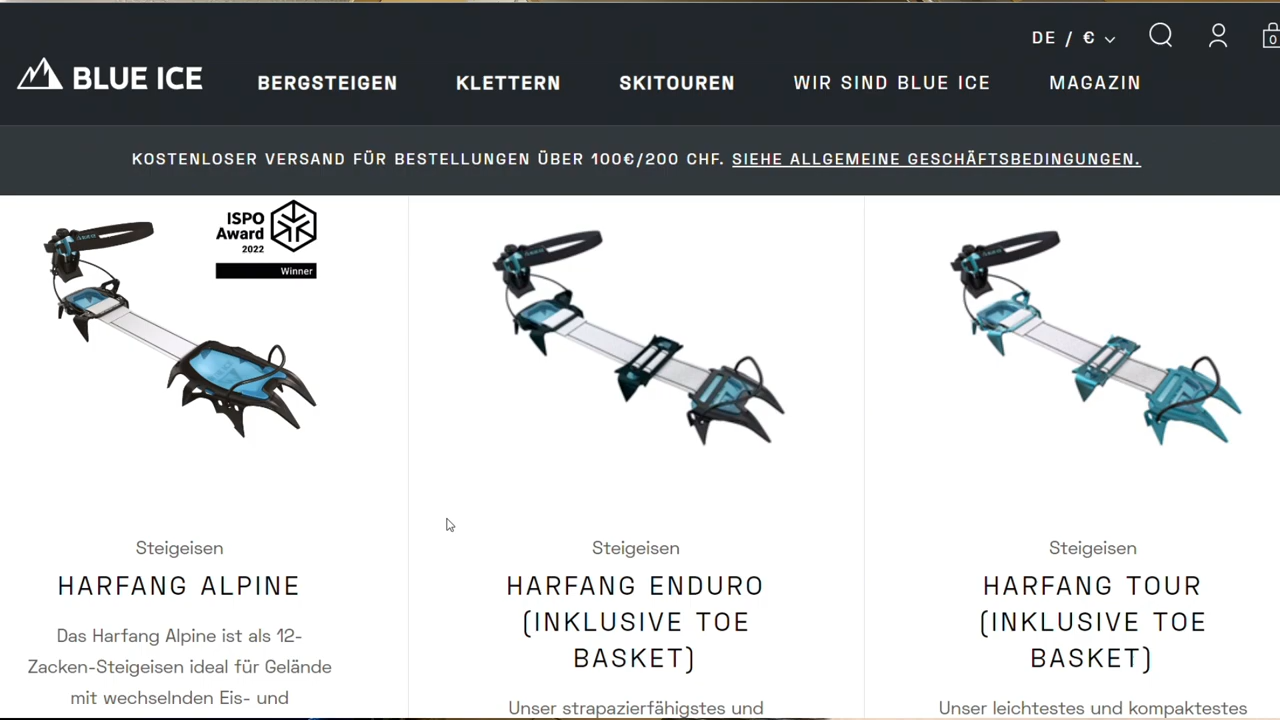 DE / €
0
BLUE ICE
BERGSTEIGEN
KLETTERN
SKITOUREN
WIR SIND BLUE ICE
MAGAZIN
KOSTENLOSER VERSAND FÜR BESTELLUNGEN ÜBER 100€/200 CHF. SIEHE ALLGEMEINE GESCHÄFTSBEDINGUNGEN.
ISPO
Award
2022
Winner
Steigeisen
HARFANG ALPINE
Das Harfang Alpine ist als 12-
Zacken-Steigeisen ideal für Gelände
mit wechselnden Eis- und
Steigeisen
HARFANG ENDURO
(INKLUSIVE TOE
BASKET)
Unser strapazierfähigstes und
Steigeisen
HARFANG TOUR
(INKLUSIVE TOE
BASKET)
Unser leichtestes und kompaktestes